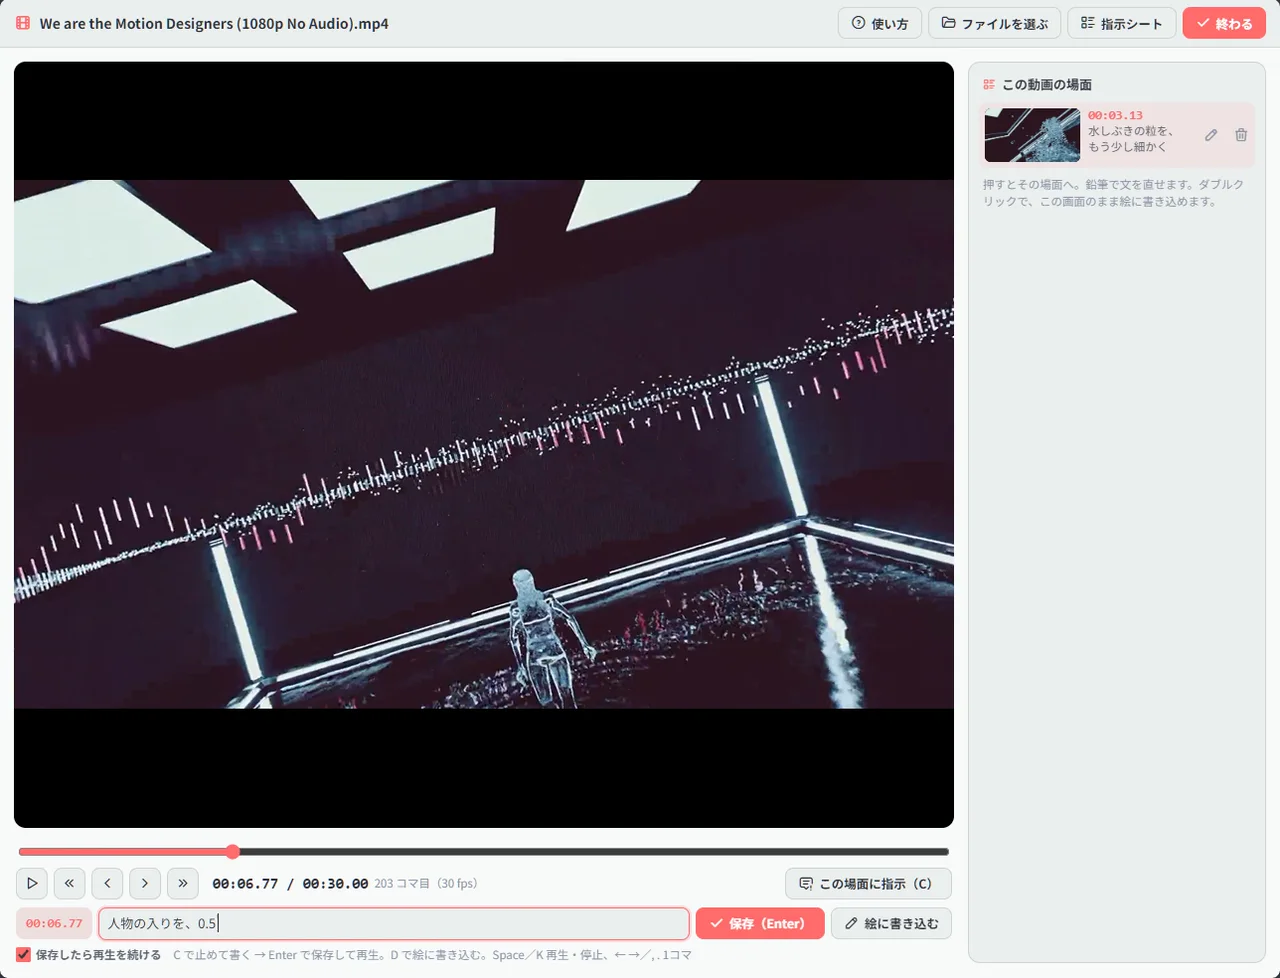 We are the Motion Designers (1080p No Audio).mp4
使い方
ファイルを選ぶ
指示シート
終わる
この動画の場面
00:03.13
水しぶきの粒を、
もう少し細かく
押すとその場面へ。鉛筆で文を直せます。ダブルク
リックで、この画面のまま絵に書き込めます。
00:06.77 / 00:30.00 203 コマ目（30 fps）
この場面に指示（C）
00:06.77
人物の入りを、0.5
保存（Enter）
絵に書き込む
保存したら再生を続ける
C で止めて書く → Enter で保存して再生。D で絵に書き込む。Space／K 再生・停止、← →／, . 1コマ